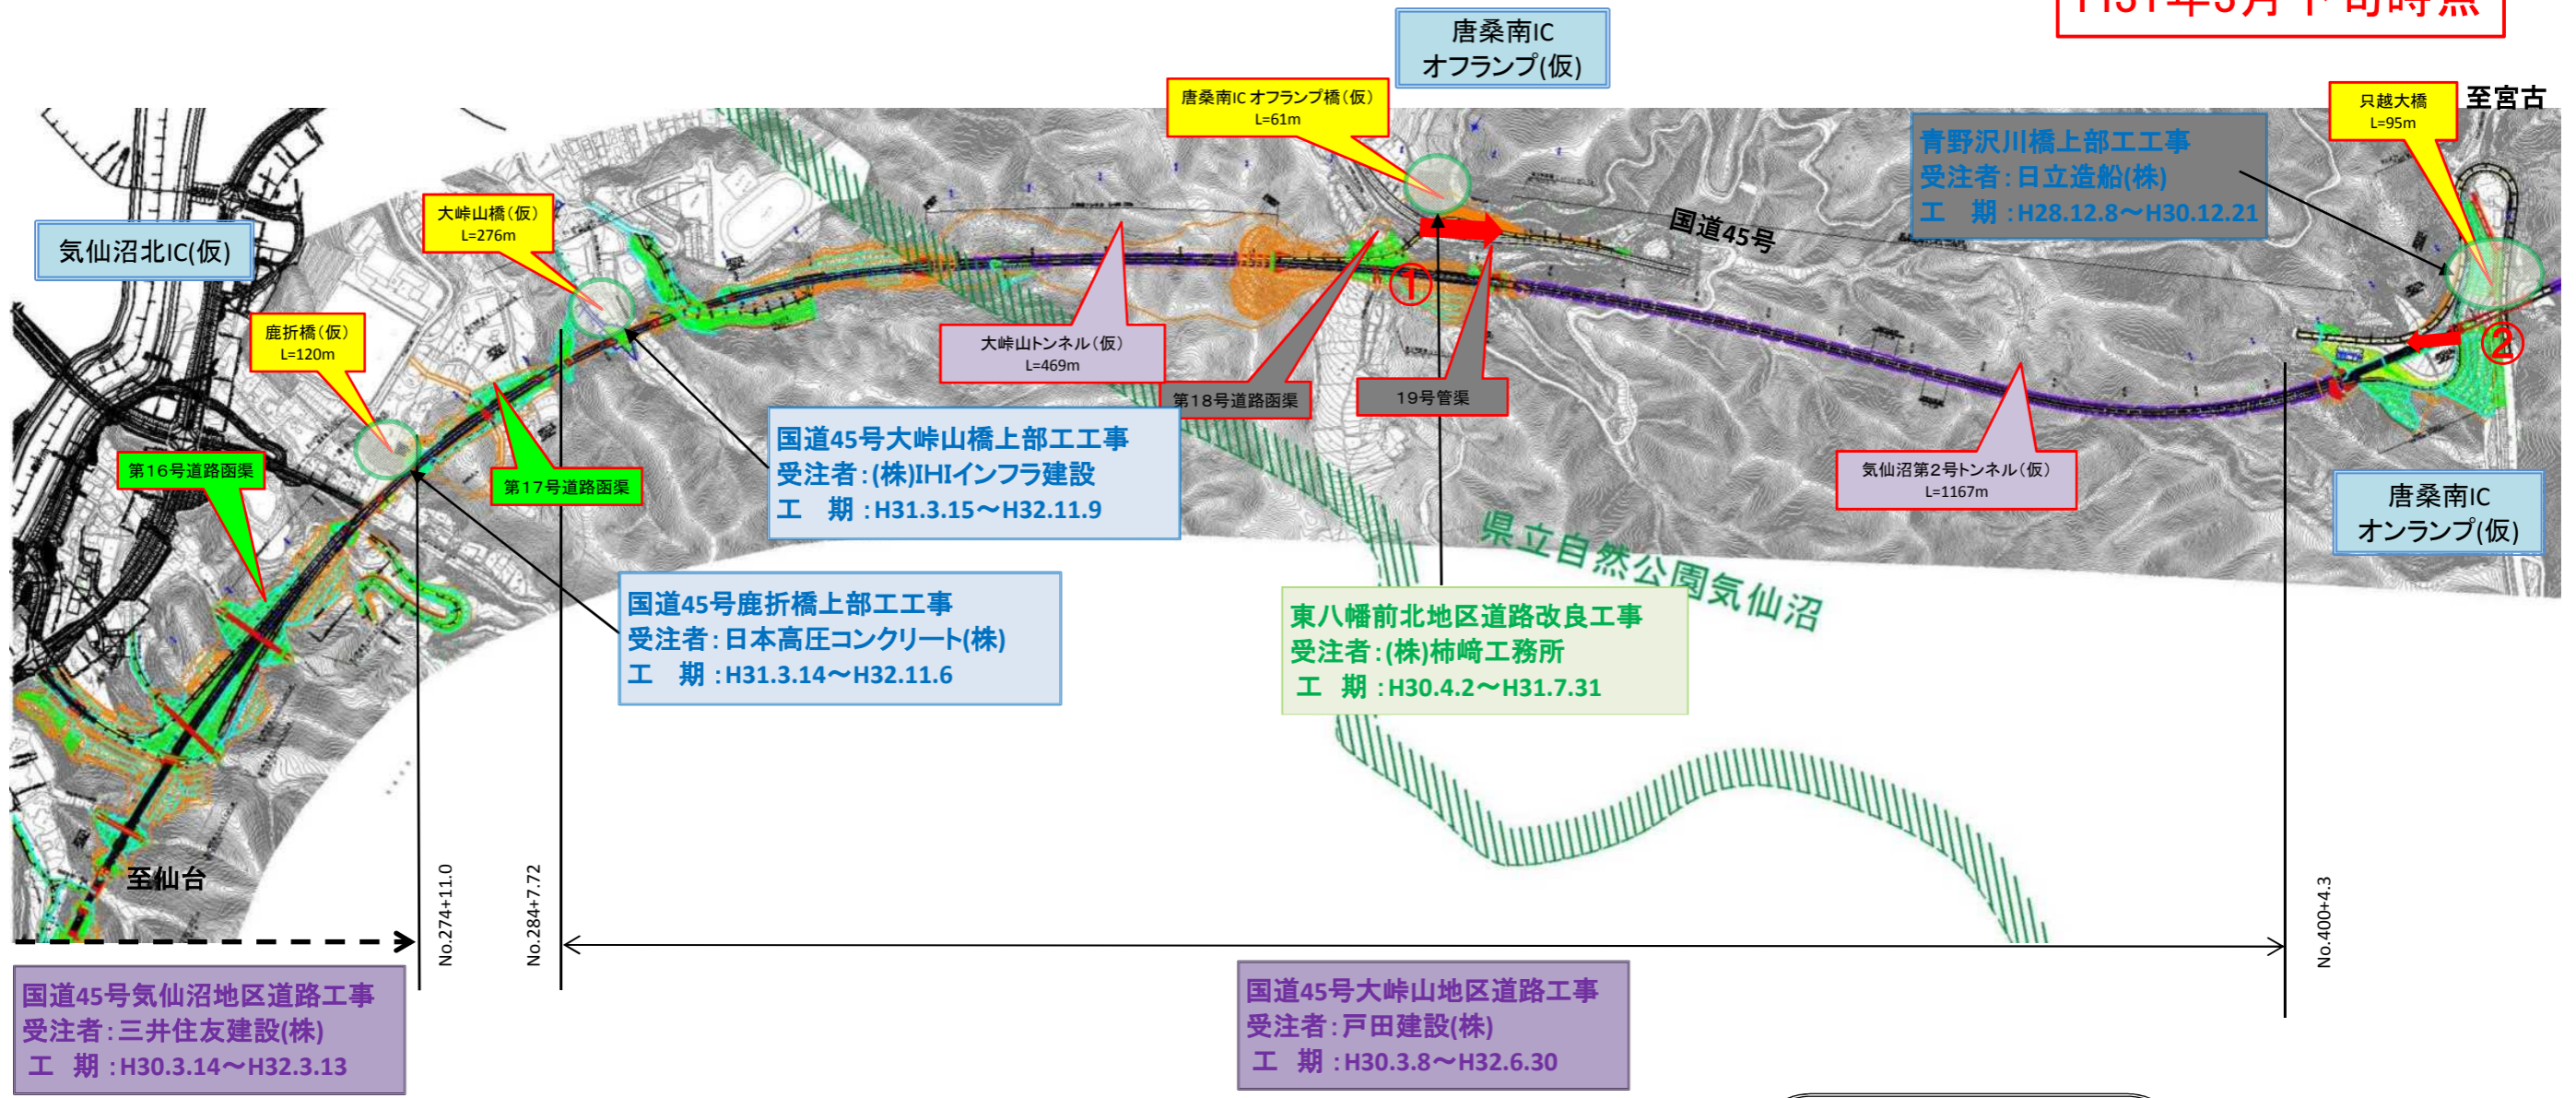 H31年3月下旬時点
唐桑南IC
オフランプ(仮)
唐桑南IC オフランプ橋(仮)
L=61m
只越大橋
L=95m
至宮古
青野沢川橋上部工工事
受注者:日立造船(株)
工　期:H28.12.8～H30.12.21
国道45号
気仙沼北IC(仮)
大峠山橋(仮)
L=276m
鹿折橋(仮)
L=120m
①
②
大峠山トンネル(仮)
L=469m
第18号道路函渠
19号管渠
第16号道路函渠
第17号道路函渠
国道45号大峠山橋上部工工事
受注者:(株)IHIインフラ建設
工　期:H31.3.15～H32.11.9
気仙沼第2号トンネル(仮)
L=1167m
唐桑南IC
オンランプ(仮)
県立自然公園気仙沼
国道45号鹿折橋上部工工事
受注者:日本高圧コンクリート(株)
工　期:H31.3.14～H32.11.6
東八幡前北地区道路改良工事
受注者:(株)柿﨑工務所
工　期:H30.4.2～H31.7.31
至仙台
No.274+11.0
No.284+7.72
No.400+4.3
国道45号気仙沼地区道路工事
受注者:三井住友建設(株)
工　期:H30.3.14～H32.3.13
国道45号大峠山地区道路工事
受注者:戸田建設(株)
工　期:H30.3.8～H32.6.30